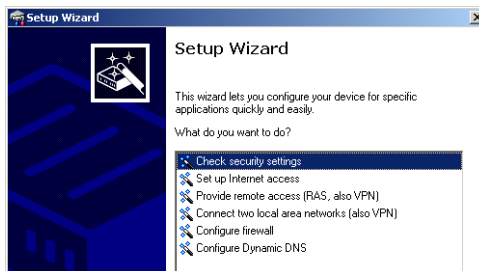 Setup Wizard
Setup Wizard
This wizard lets you configure your device for specific
applications quickly and easily.
What do you want to do?
Check security settings
Set up Internet access
Provide remote access (RAS, also VPN)
Connect two local area networks (also VPN)
Configure firewall
Configure Dynamic DNS